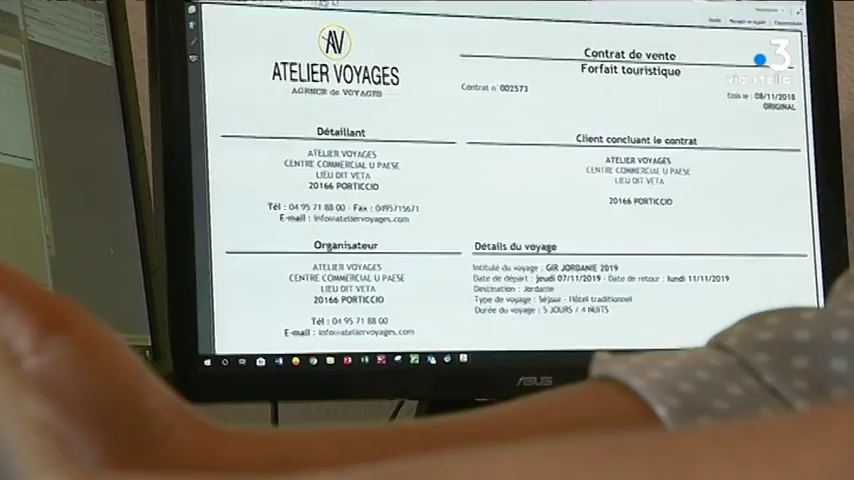 AV
ATELIER VOYAGES
AGENCE de VOYAGES
Contrat de vente
Forfait touristique
Contrat n°002573
Emis le : 08/11/2018
ORIGINAL
3
via stella
Détaillant
ATELIER VOYAGES
CENTRE COMMERCIAL U PAESE
LIEU DIT VETA
20166 PORTICCIO
Tél : 04 95 71 88 00 - Fax : 0495715671
E-mail : info@ateliervoyages.com
Client concluant le contrat
ATELIER VOYAGES
CENTRE COMMERCIAL U PAESE
LIEU DIT VETA
20166 PORTICCIO
Organisateur
ATELIER VOYAGES
CENTRE COMMERCIAL U PAESE
LIEU DIT VETA
20166 PORTICCIO
Tél : 04 95 71 88 00
E-mail : info@ateliervoyages.com
Détails du voyage
Intitulé du voyage : GIR JORDANIE 2019
Date de départ : jeudi 07/11/2019 - Date de retour : lundi 11/11/2019
Destination : Jordanie
Type de voyage : Séjour - Hôtel traditionnel
Durée du voyage : 5 JOURS / 4 NUITS
ASUS